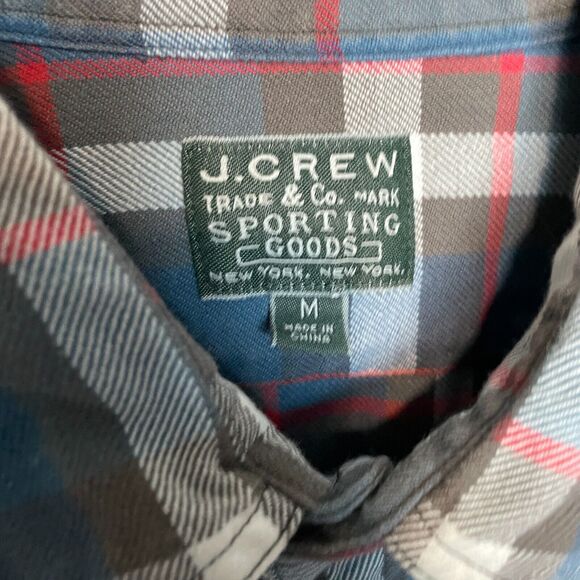 J.CREW
TRADE & Co. MARK
SPORTING
GOODS
NEW YORK, NEW YORK.
M
MADE IN
CHINA